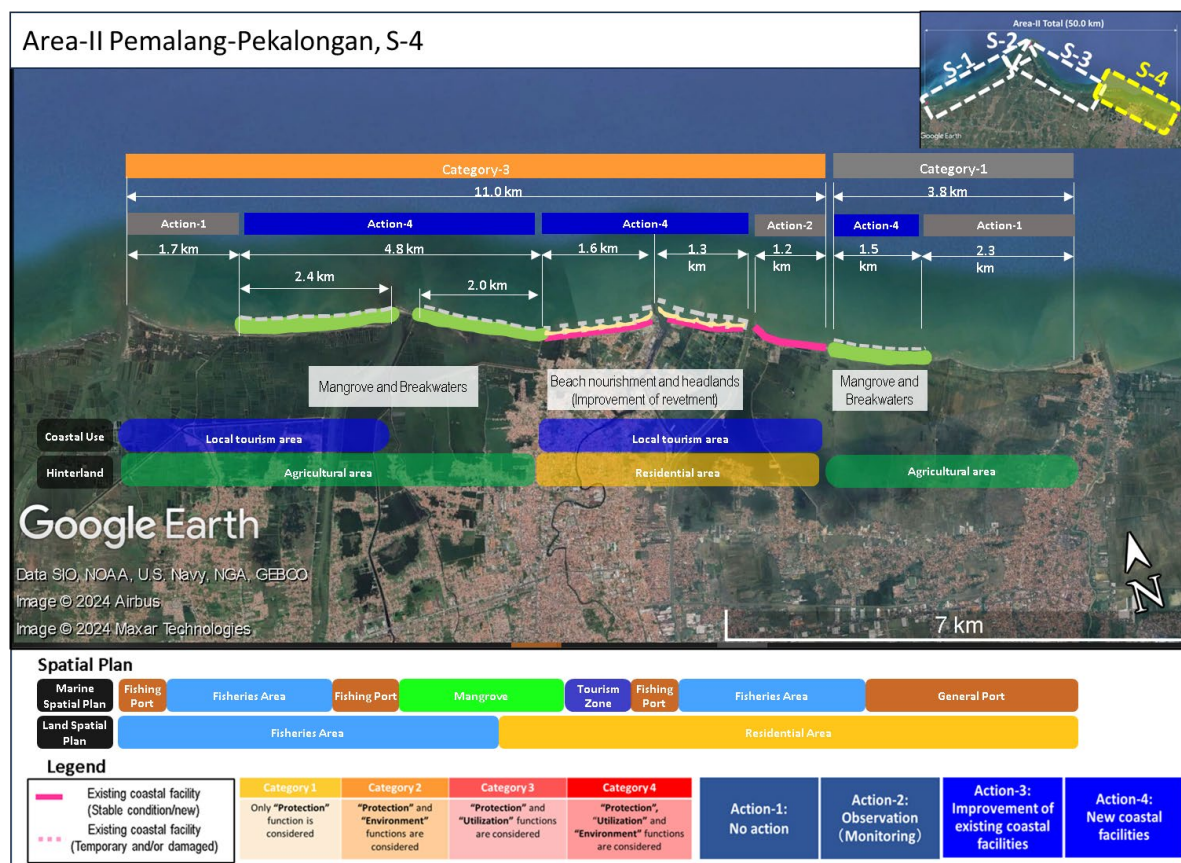 Area-II Pemalang-Pekalongan, S-4
Area-II Total (50.0 km)
S-1
S-2
S-3
S-4
Google Earth
Category-3
Category-1
11.0 km
3.8 km
Action-1
Action-4
Action-4
Action-2
Action-4
Action-1
1.7 km
4.8 km
1.6 km
1.3
km
1.2
km
1.5
km
2.3
km
2.4 km
2.0 km
Mangrove and Breakwaters
Beach nourishment and headlands
(Improvement of revetment)
Mangrove and
Breakwaters
Coastal Use
Local tourism area
Local tourism area
Hinterland
Agricultural area
Residential area
Agricultural area
Google Earth
Data SIO, NOAA, U.S. Navy, NGA, GEBCO
Image © 2024 Airbus
Image © 2024 Maxar Technologies
N
7 km
Spatial Plan
Marine
Spatial Plan
Fishing
Port
Fisheries Area
Fishing Port
Mangrove
Tourism
Zone
Fishing
Port
Fisheries Area
General Port
Land Spatial
Plan
Fisheries Area
Residential Area
Legend
Existing coastal facility
(Stable condition/new)
Existing coastal facility
(Temporary and/or damaged)
Category 1
Only "Protection"
function is
considered
Category 2
"Protection" and
"Environment"
functions are
considered
Category 3
"Protection" and
"Utilization" functions
are considered
Category 4
"Protection",
"Utilization" and
"Environment" functions
are considered
Action-1:
No action
Action-2:
Observation
(Monitoring)
Action-3:
Improvement of
existing coastal
facilities
Action-4:
New coastal
facilities